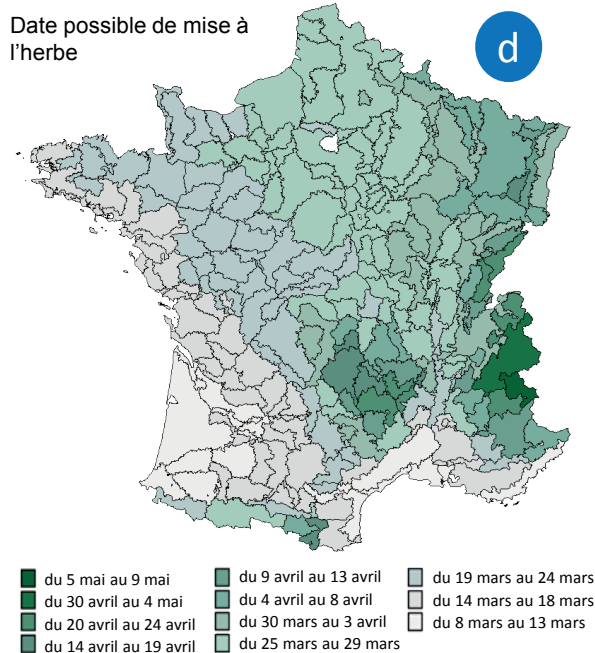 Date possible de mise à
l'herbe
d
du 5 mai au 9 mai
du 30 avril au 4 mai
du 20 avril au 24 avril
du 14 avril au 19 avril
du 9 avril au 13 avril
du 4 avril au 8 avril
du 30 mars au 3 avril
du 25 mars au 29 mars
du 19 mars au 24 mars
du 14 mars au 18 mars
du 8 mars au 13 mars